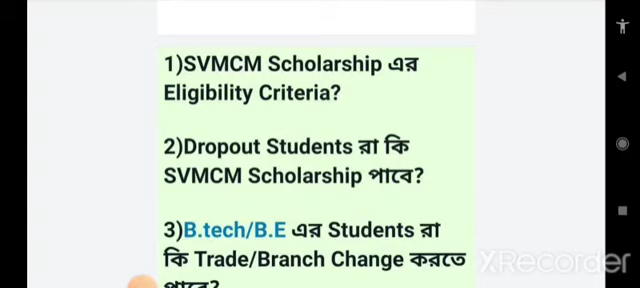 1)SVMCM Scholarship এর
Eligibility Criteria?
2)Dropout Students রা কি
SVMCM Scholarship পাবে?
3)B.tech/B.E এর Students রা
কি Trade/Branch Change করতে
পাবে?
XRecorder